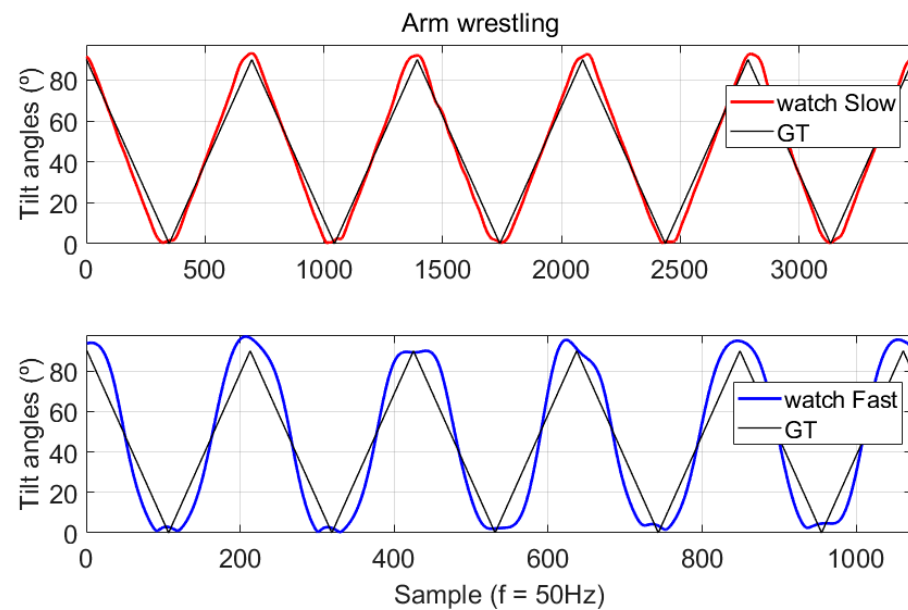 Arm wrestling
Tilt angles (º)
80
60
40
20
0
watch Slow
GT
0 500 1000 1500 2000 2500 3000
Tilt angles (º)
80
60
40
20
0
watch Fast
GT
0 200 400 600 800 1000
Sample (f = 50Hz)